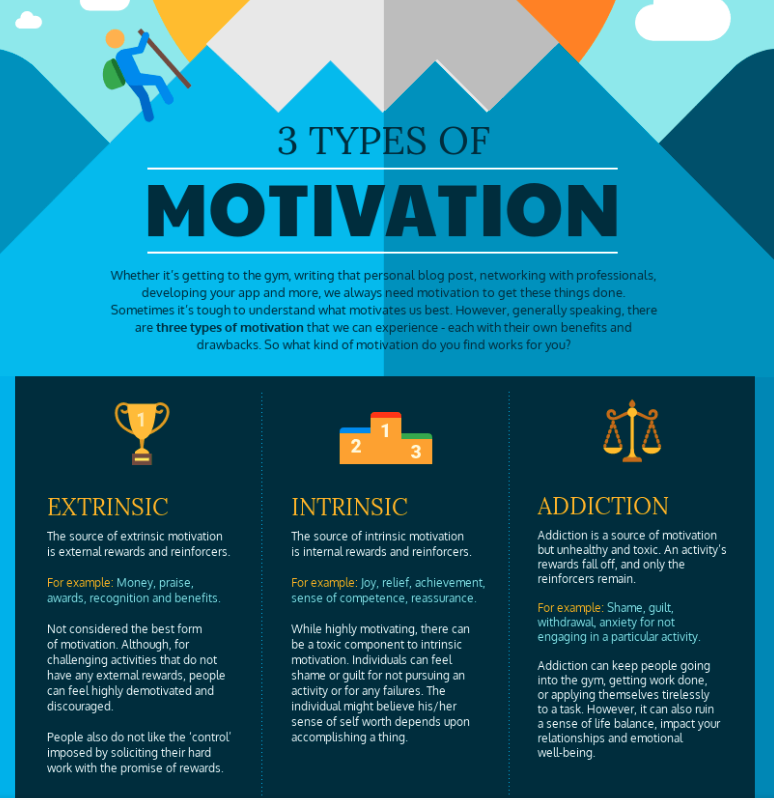 3 TYPES OF
MOTIVATION
Whether it's getting to the gym, writing that personal blog post, networking with professionals,
developing your app and more, we always need motivation to get these things done.
Sometimes it's tough to understand what motivates us best. However, generally speaking, there
are three types of motivation that we can experience - each with their own benefits and
drawbacks. So what kind of motivation do you find works for you?
1
EXTRINSIC
The source of extrinsic motivation
is external rewards and reinforcers.
For example: Money, praise,
awards, recognition and benefits.
Not considered the best form
of motivation. Although, for
challenging activities that do not
have any external rewards, people
can feel highly demotivated and
discouraged.
People also do not like the 'control'
imposed by soliciting their hard
work with the promise of rewards.
2 1 3
INTRINSIC
The source of intrinsic motivation
is internal rewards and reinforcers.
For example: Joy, relief, achievement,
sense of competence, reassurance.
While highly motivating, there can
be a toxic component to intrinsic
motivation. Individuals can feel
shame or guilt for not pursuing an
activity or for any failures. The
individual might believe his/her
sense of self worth depends upon
accomplishing a thing.
ADDICTION
Addiction is a source of motivation
but unhealthy and toxic. An activity's
rewards fall off, and only the
reinforcers remain.
For example: Shame, guilt,
withdrawal, anxiety for not
engaging in a particular activity.
Addiction can keep people going
into the gym, getting work done,
or applying themselves tirelessly
to a task. However, it can also ruin
a sense of life balance, impact your
relationships and emotional
well-being.